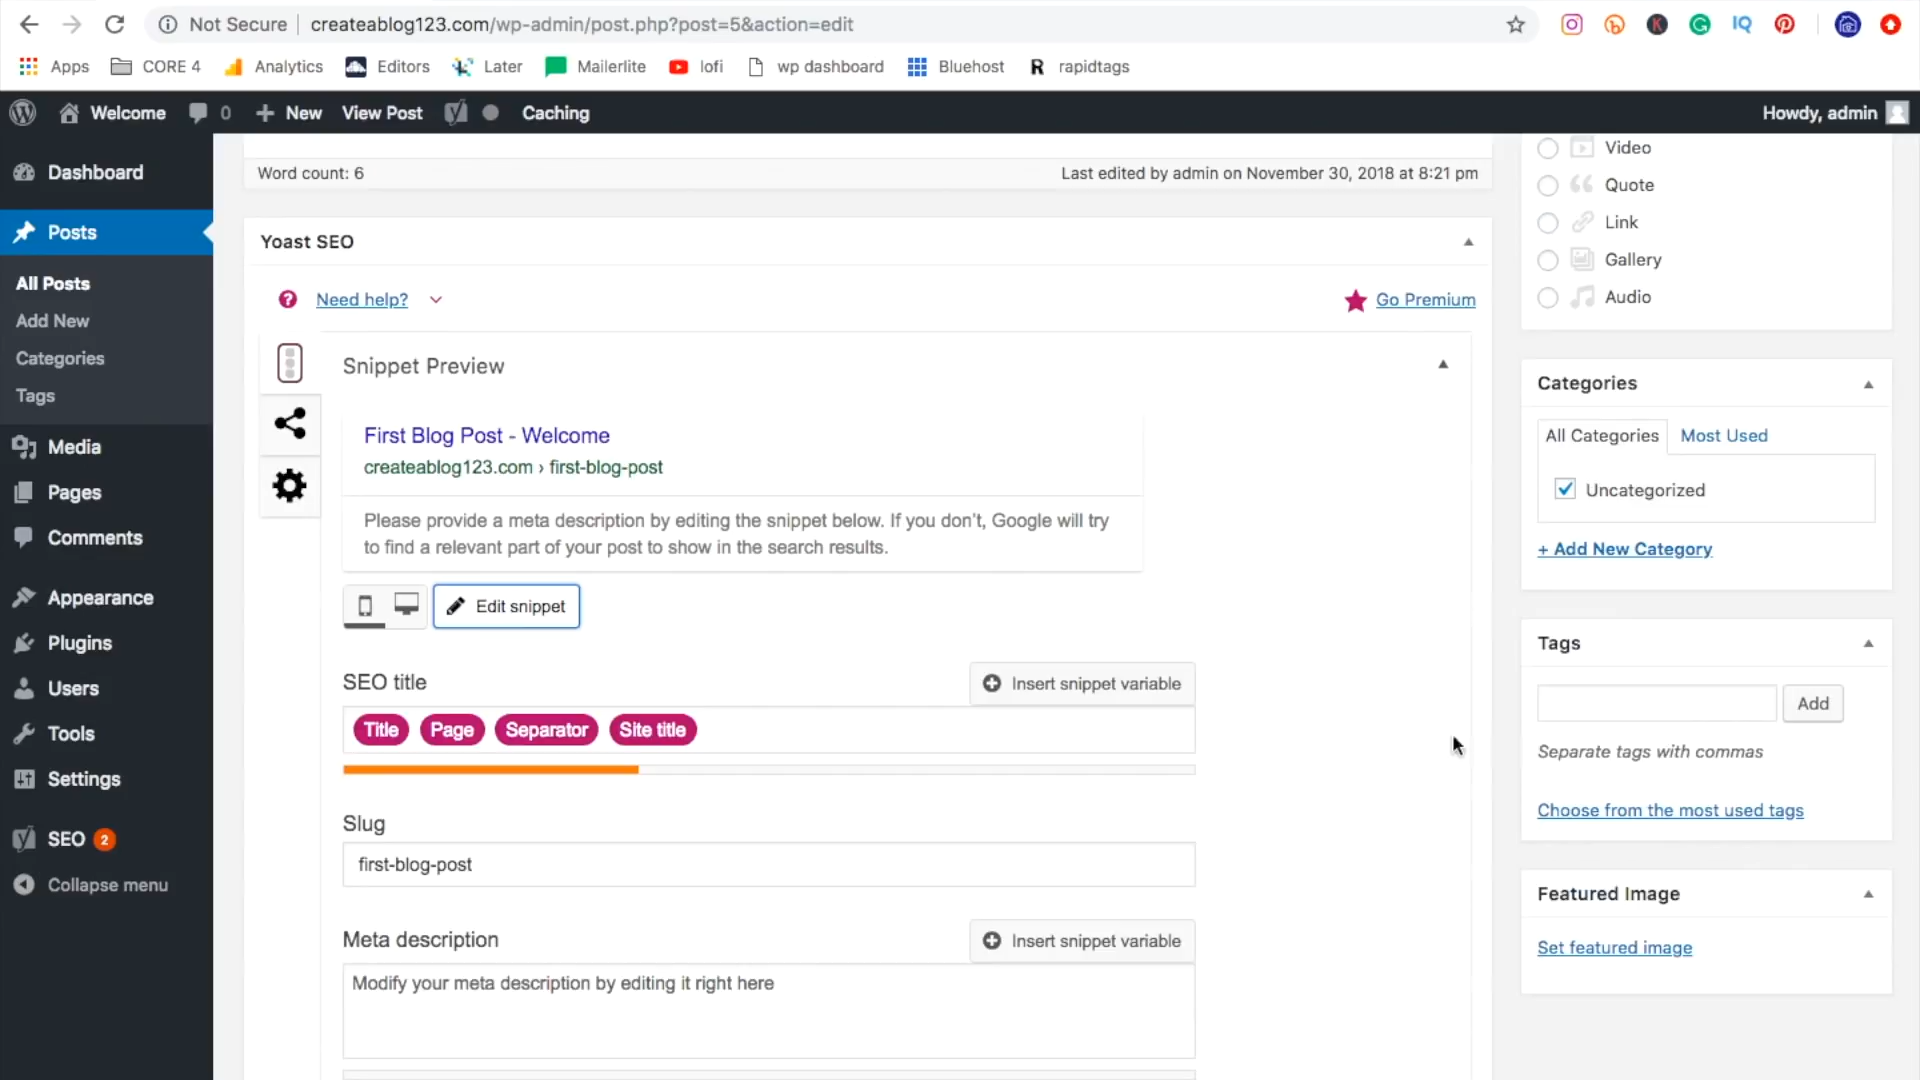 Not Secure
createablog123.com/wp-admin/post.php?post=5&action=edit
Apps CORE 4 Analytics Editors Later Mailerlite lofi wp dashboard Bluehost R rapidtags
Welcome 0 New View Post Caching Howdy, admin
Dashboard
Posts
All Posts
Add New
Categories
Tags
Media
Pages
Comments
Appearance
Plugins
Users
Tools
Settings
SEO 2
Collapse menu
Word count: 6 Last edited by admin on November 30, 2018 at 8:21 pm
Yoast SEO
? Need help? Go Premium
Snippet Preview
First Blog Post - Welcome
createablog123.com › first-blog-post
Please provide a meta description by editing the snippet below. If you don't, Google will try
to find a relevant part of your post to show in the search results.
Edit snippet
SEO title Insert snippet variable
Title Page Separator Site title
Slug
first-blog-post
Meta description Insert snippet variable
Modify your meta description by editing it right here
Video
Quote
Link
Gallery
Audio
Categories
All Categories Most Used
Uncategorized
+ Add New Category
Tags
Add
Separate tags with commas
Choose from the most used tags
Featured Image
Set featured image